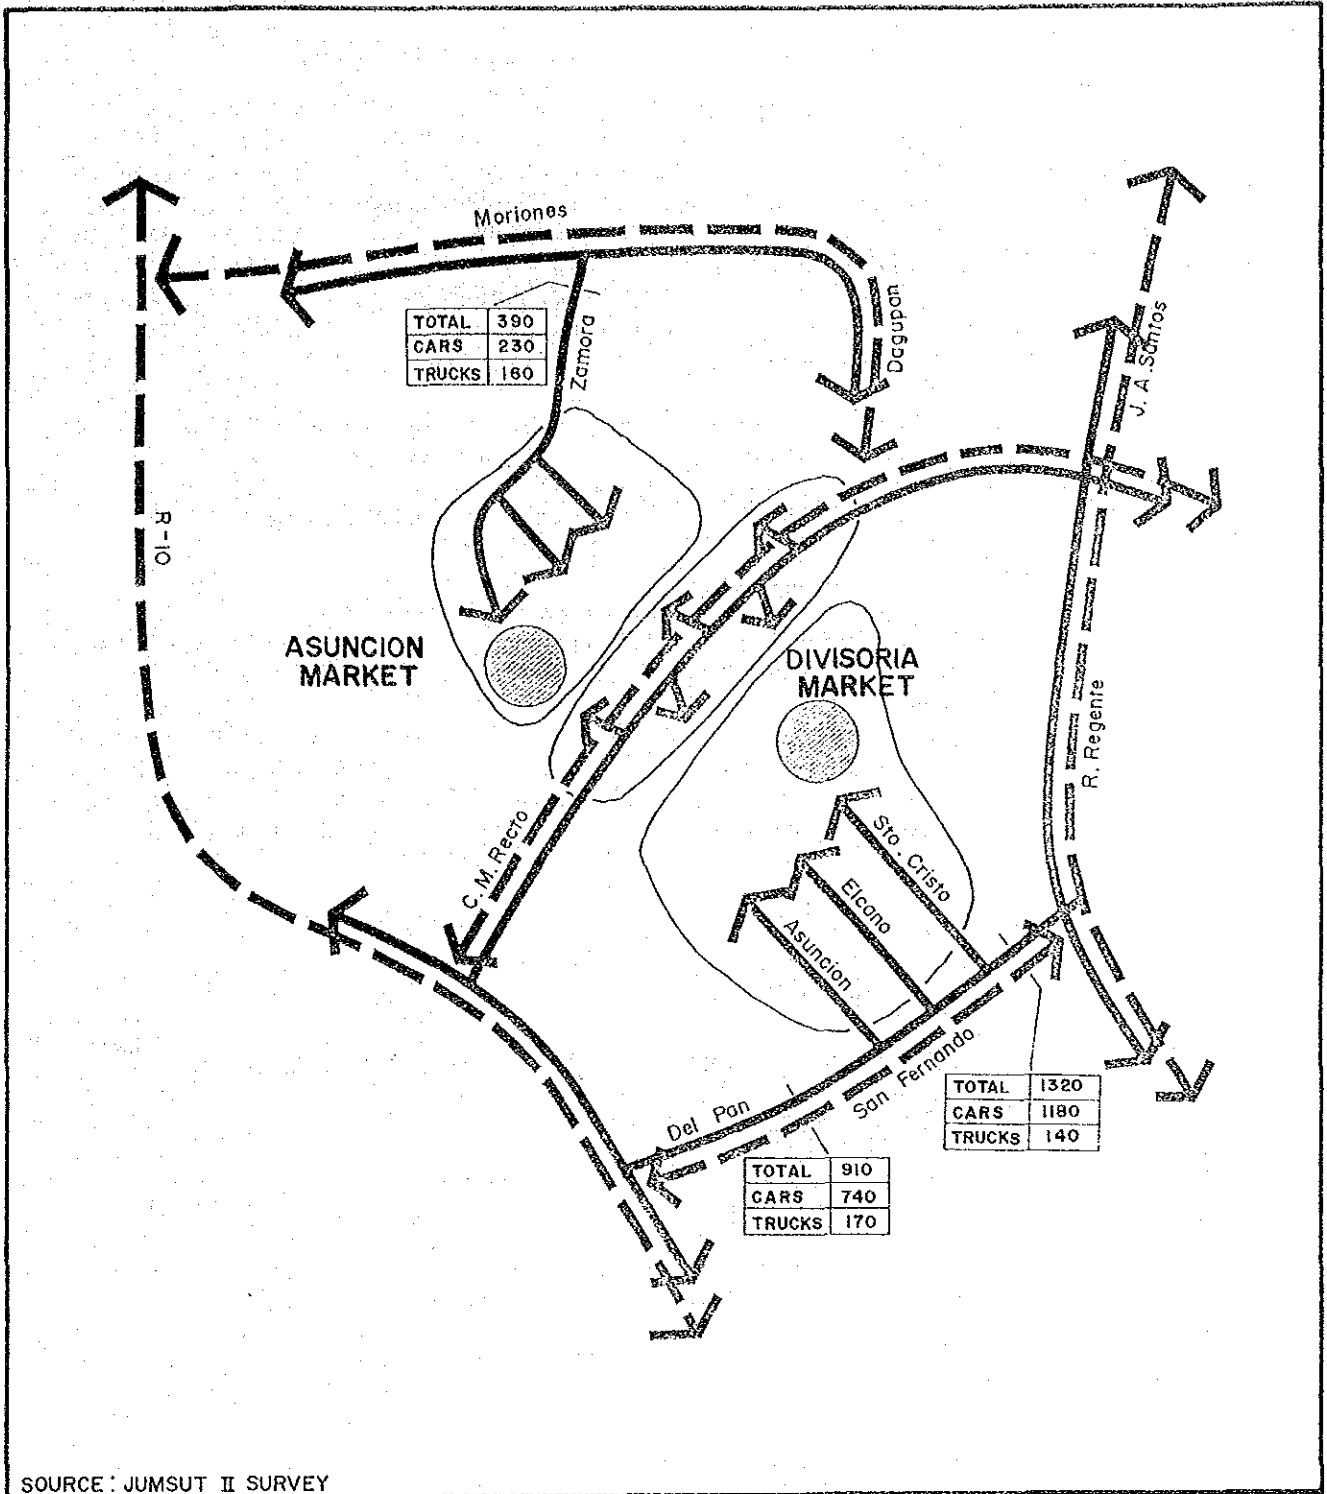 Moriones
Dagupan
J. A. Santos
TOTAL 390
CARS 230
TRUCKS 160
Zamora
R-10
ASUNCION
MARKET
DIVISORIA
MARKET
R. Regente
C. M. Recto
Sto. Cristo
Elcano
Asuncion
San Fernando
Del Pan
TOTAL 1320
CARS 1180
TRUCKS 140
TOTAL 910
CARS 740
TRUCKS 170
SOURCE: JUMSUT II SURVEY